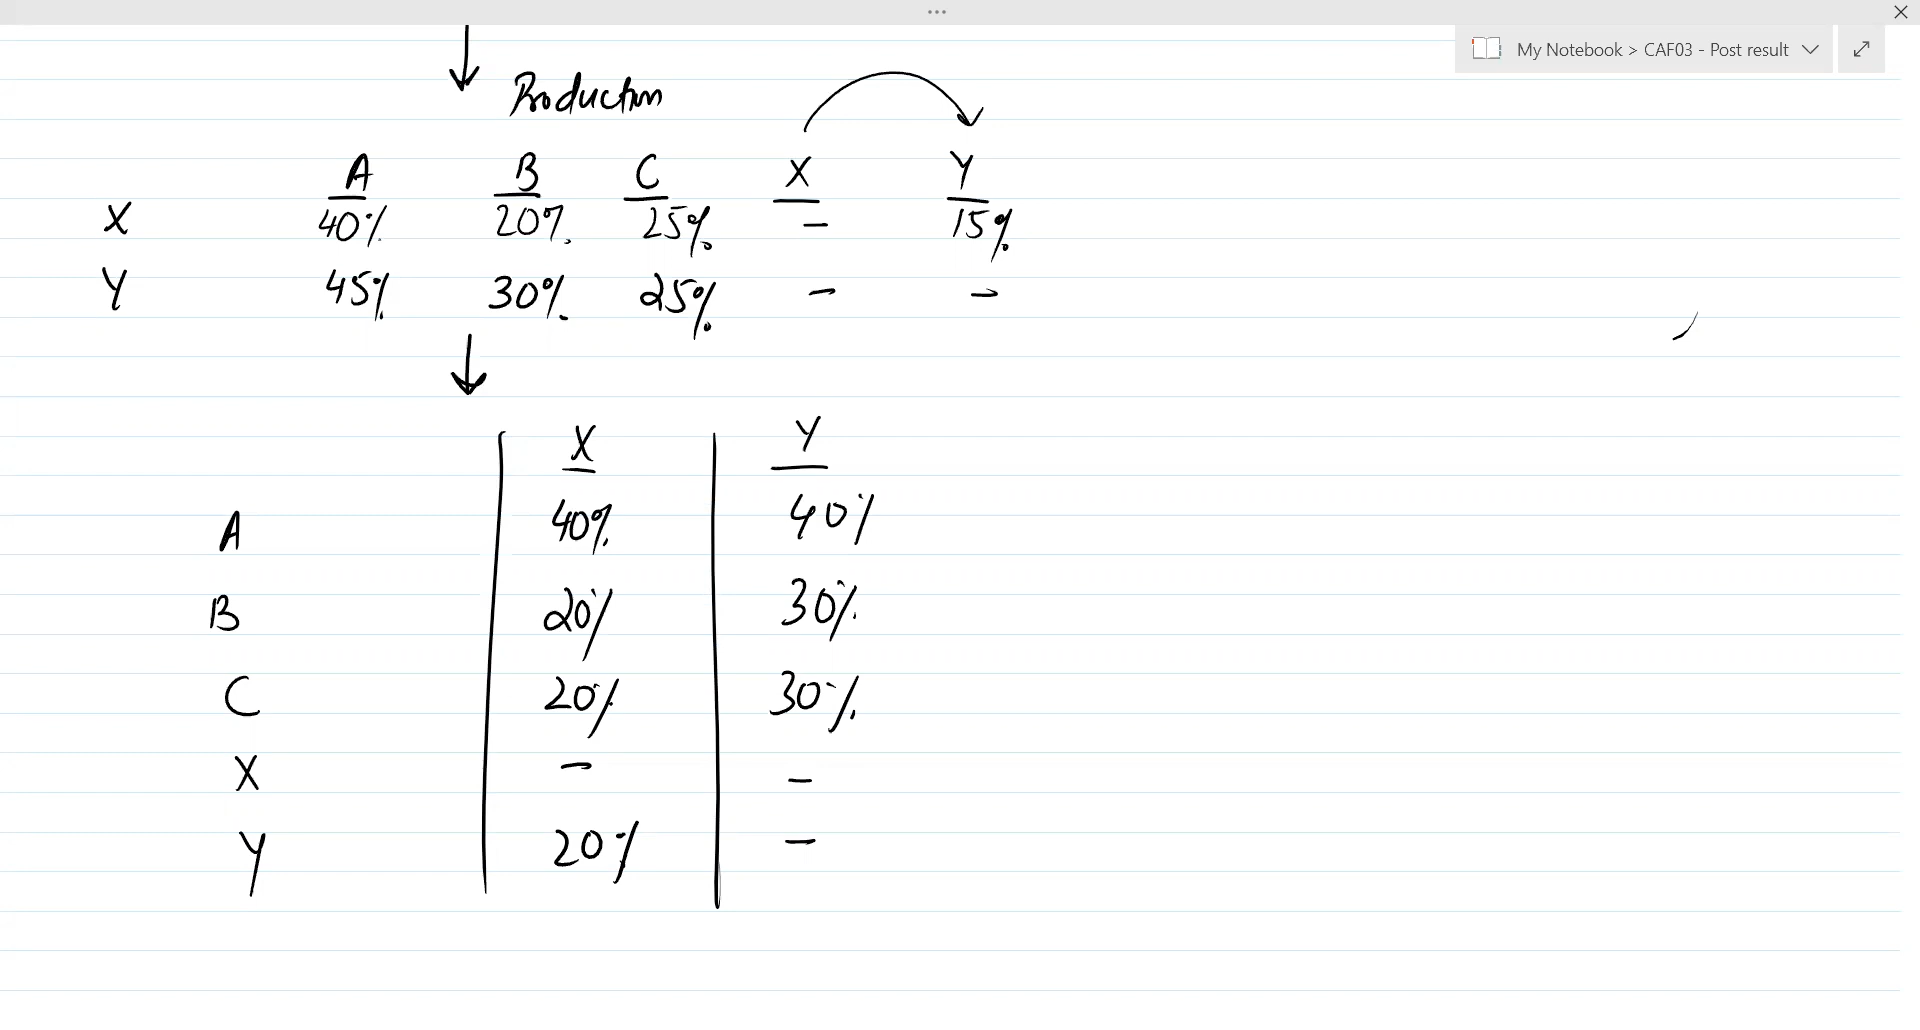 My Notebook > CAF03 - Post result
Production
A B C X Y
X 40% 20% 25% - 15%
Y 45% 30% 25% - -
X Y
A 40% 40%
B 20% 30%
C 20% 30%
X - -
Y 20% -